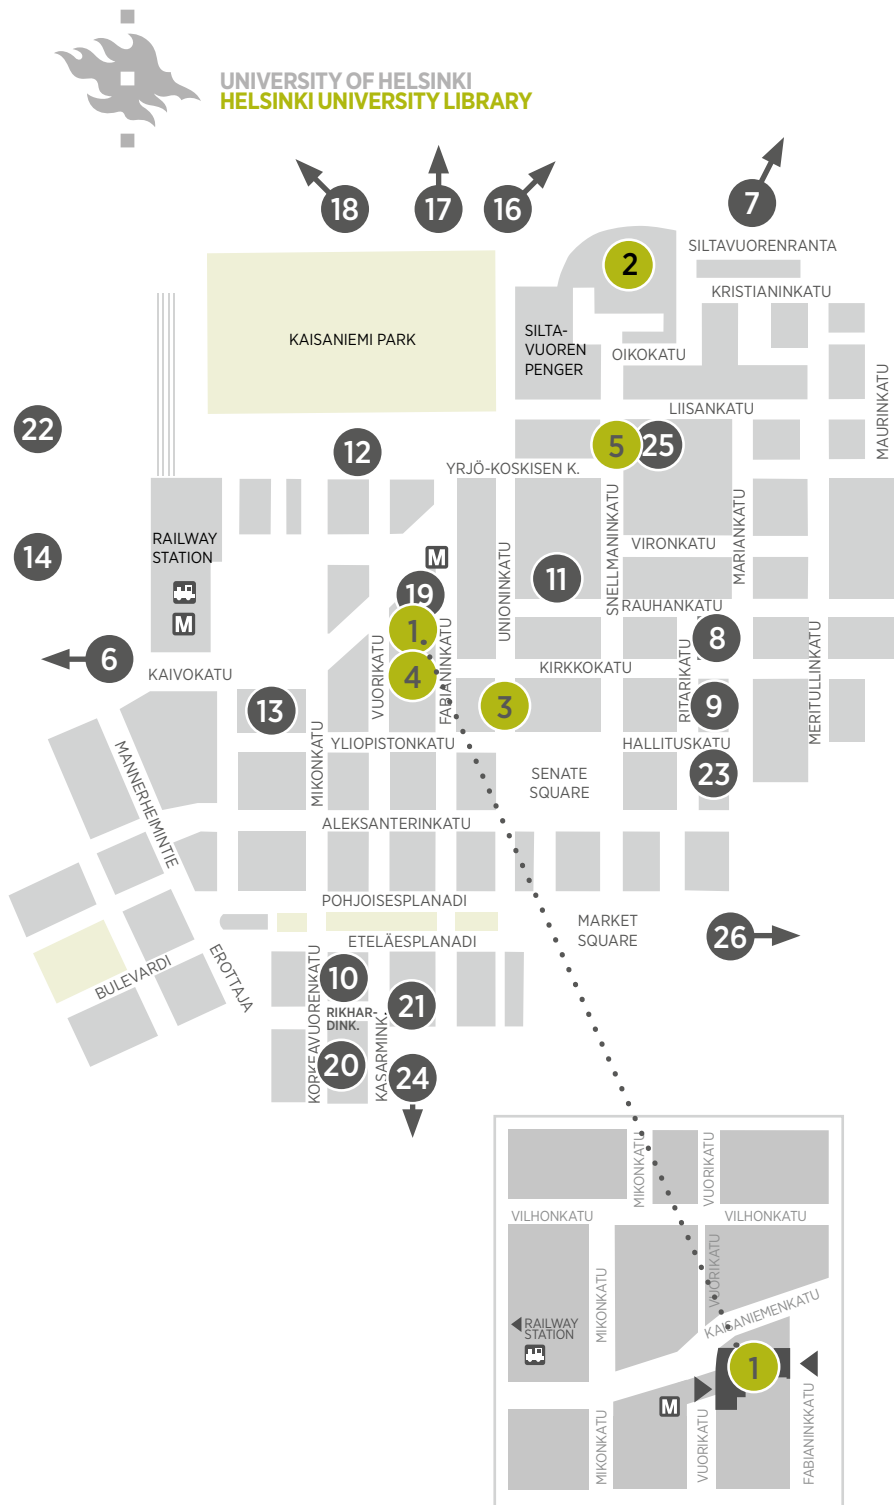 UNIVERSITY OF HELSINKI
HELSINKI UNIVERSITY LIBRARY
18
17
16
7
2
SILTAVUORENRANTA
KRISTIANINKATU
KAISANIEMI PARK
SILTA-
VUOREN
PENGER
OIKOKATU
MAURINKATU
LIISANKATU
22
12
5
25
YRJÖ-KOSKISEN K.
14
RAILWAY
STATION
M
M
UNIONINKATU
SNELLMANINKATU
VIRONKATU
MARIANKATU
11
19
RAUHANKATU
1.
8
6
KAIVOKATU
VUORIKATU
4
FABIANINKATU
KIRKKOKATU
RITARIKATU
MERITULLINKATU
13
3
9
MIKONKATU
YLIOPISTONKATU
HALLITUSKATU
MANNERHEIMINTIE
SENATE
SQUARE
23
ALEKSANTERINKATU
POHJOISESPLANADI
MARKET
SQUARE
26
ETELÄESPLANADI
BULEVARDI
EROTTAJA
KORKEAVUORENKATU
10
RIKHAR-
DINK.
21
KASARMINK.
20
24
MIKONKATU
VUORIKATU
VILHONKATU
VILHONKATU
MIKONKATU
VUORIKATU
KAISANIEMENKATU
RAILWAY
STATION
1
M
MIKONKATU
VUORIKATU
FABIANINKKATU